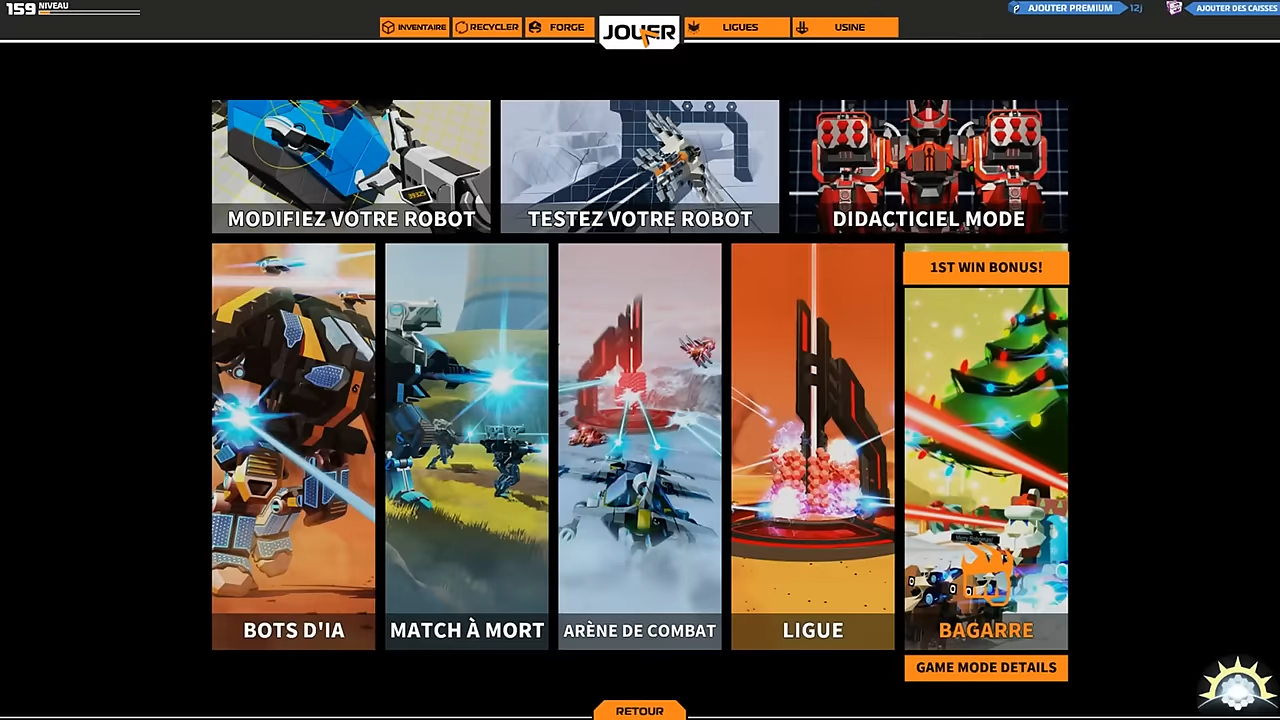 159 NIVEAU
AJOUTER PREMIUM 12j
AJOUTER DES CAISSES
INVENTAIRE RECYCLER FORGE JOUER LIGUES USINE
MODIFIEZ VOTRE ROBOT
TESTEZ VOTRE ROBOT
DIDACTICIEL MODE
1ST WIN BONUS!
BOTS D'IA
MATCH À MORT
ARÈNE DE COMBAT
LIGUE
BAGARRE
GAME MODE DETAILS
RETOUR